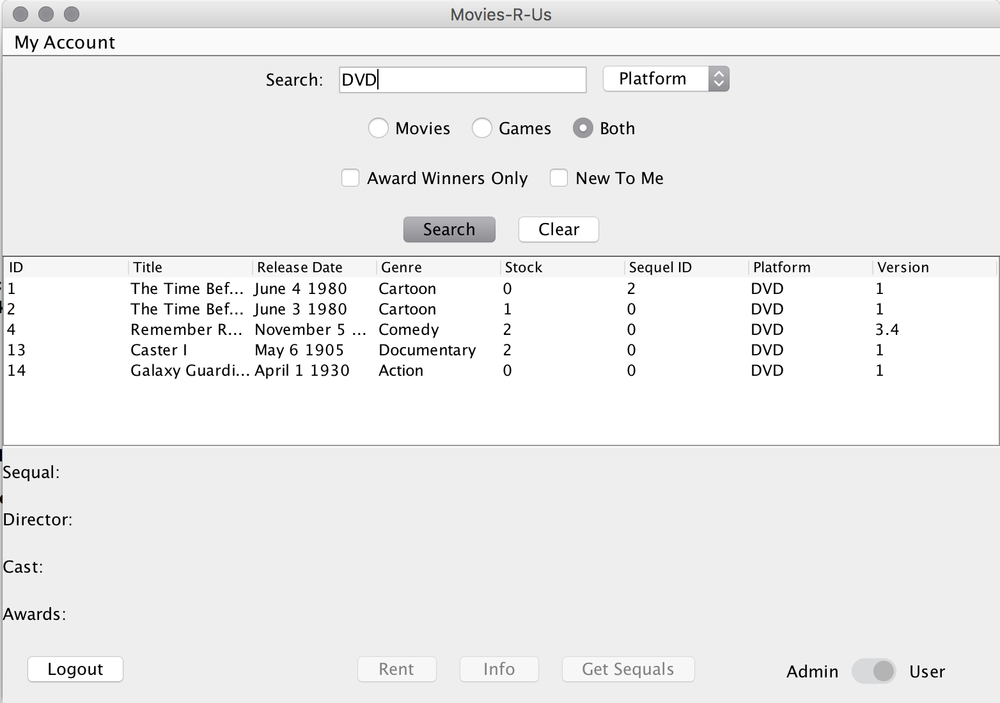 Movies-R-Us
My Account
Search: DVD Platform
Movies Games Both
Award Winners Only New To Me
Search Clear
ID Title Release Date Genre Stock Sequel ID Platform Version
1 The Time Bef... June 4 1980 Cartoon 0 2 DVD 1
2 The Time Bef... June 3 1980 Cartoon 1 0 DVD 1
4 Remember R... November 5 ... Comedy 2 0 DVD 3.4
13 Caster I May 6 1905 Documentary 2 0 DVD 1
14 Galaxy Guardi... April 1 1930 Action 0 0 DVD 1
Sequal:
Director:
Cast:
Awards:
Logout Rent Info Get Sequals Admin User